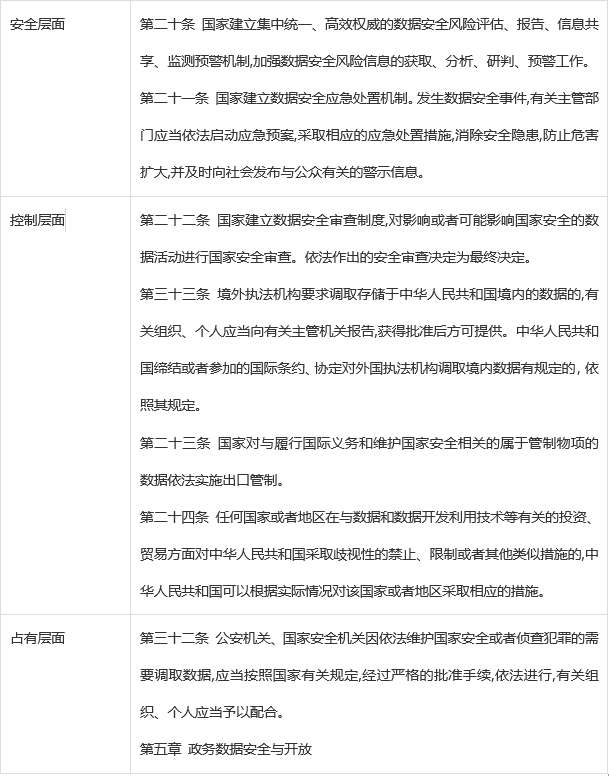 安全层面
第二十条 国家建立集中统一、高效权威的数据安全风险评估、报告、信息共
享、监测预警机制,加强数据安全风险信息的获取、分析、研判、预警工作。
第二十一条 国家建立数据安全应急处置机制。发生数据安全事件,有关主管部
门应当依法启动应急预案,采取相应的应急处置措施,消除安全隐患,防止危害
扩大,并及时向社会发布与公众有关的警示信息。
控制层面
第二十二条 国家建立数据安全审查制度,对影响或者可能影响国家安全的数
据活动进行国家安全审查。依法作出的安全审查决定为最终决定。
第三十三条 境外执法机构要求调取存储于中华人民共和国境内的数据的,有
关组织、个人应当向有关主管机关报告,获得批准后方可提供。中华人民共和
国缔结或者参加的国际条约、协定对外国执法机构调取境内数据有规定的, 依
照其规定。
第二十三条 国家对与履行国际义务和维护国家安全相关的属于管制物项的
数据依法实施出口管制。
第二十四条 任何国家或者地区在与数据和数据开发利用技术等有关的投资、
贸易方面对中华人民共和国采取歧视性的禁止、限制或者其他类似措施的,中
华人民共和国可以根据实际情况对该国家或者地区采取相应的措施。
占有层面
第三十二条 公安机关、国家安全机关因依法维护国家安全或者侦查犯罪的需
要调取数据,应当按照国家有关规定,经过严格的批准手续,依法进行,有关组
织、个人应当予以配合。
第五章 政务数据安全与开放